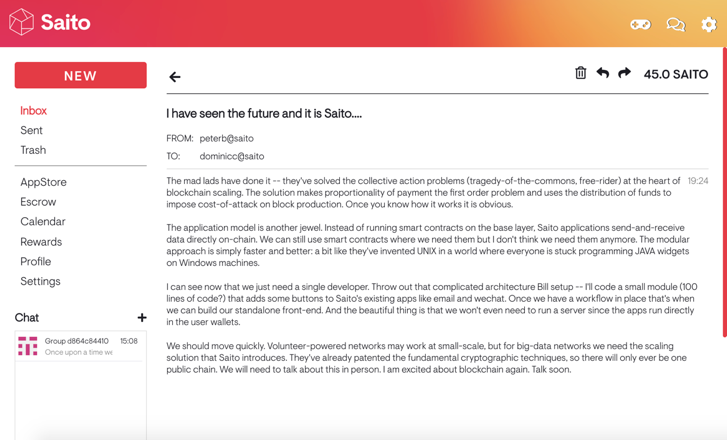 Saito
NEW
45.0 SAITO
Inbox
Sent
Trash
AppStore
Escrow
Calendar
Rewards
Profile
Settings
Chat
Group d864c84410 15:08
Once upon a time we
I have seen the future and it is Saito....
FROM: peterb@saito
TO: dominicc@saito
The mad lads have done it -- they've solved the collective action problems (tragedy-of-the-commons, free-rider) at the heart of 19:24
blockchain scaling. The solution makes proportionality of payment the first order problem and uses the distribution of funds to
impose cost-of-attack on block production. Once you know how it works it is obvious.
The application model is another jewel. Instead of running smart contracts on the base layer, Saito applications send-and-receive
data directly on-chain. We can still use smart contracts where we need them but I don't think we need them anymore. The modular
approach is simply faster and better: a bit like they've invented UNIX in a world where everyone is stuck programming JAVA widgets
on Windows machines.
I can see now that we just need a single developer. Throw out that complicated architecture Bill setup -- I'll code a small module (100
lines of code?) that adds some buttons to Saito's existing apps like email and wechat. Once we have a workflow in place that's when
we can build our standalone front-end. And the beautiful thing is that we won't even need to run a server since the apps run directly
in the user wallets.
We should move quickly. Volunteer-powered networks may work at small-scale, but for big-data networks we need the scaling
solution that Saito introduces. They've already patented the fundamental cryptographic techniques, so there will only ever be one
public chain. We will need to talk about this in person. I am excited about blockchain again. Talk soon.